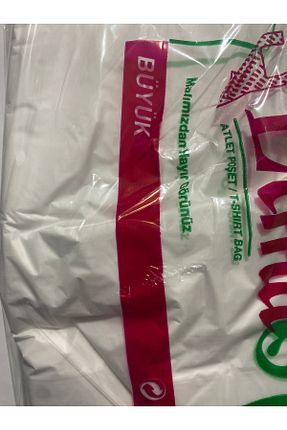 BÜYÜK
Malımızdan Hayır Görünüz
ATLET POŞET / T-SHIRT BAG